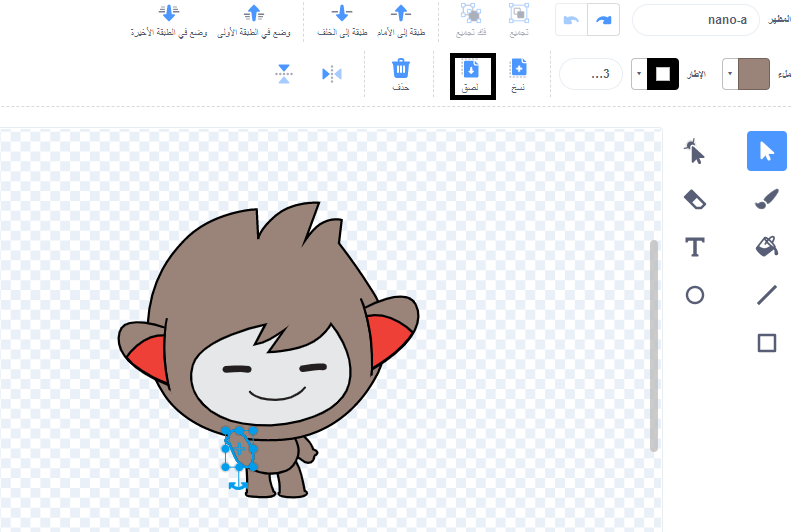 المظهر
nano-a
تجميع
فك تجميع
طبقة إلى الأمام
طبقة إلى الخلف
وضع في الطبقة الأولى
وضع في الطبقة الأخيرة
ملء
الإطار
3...
نسخ
لصق
حذف